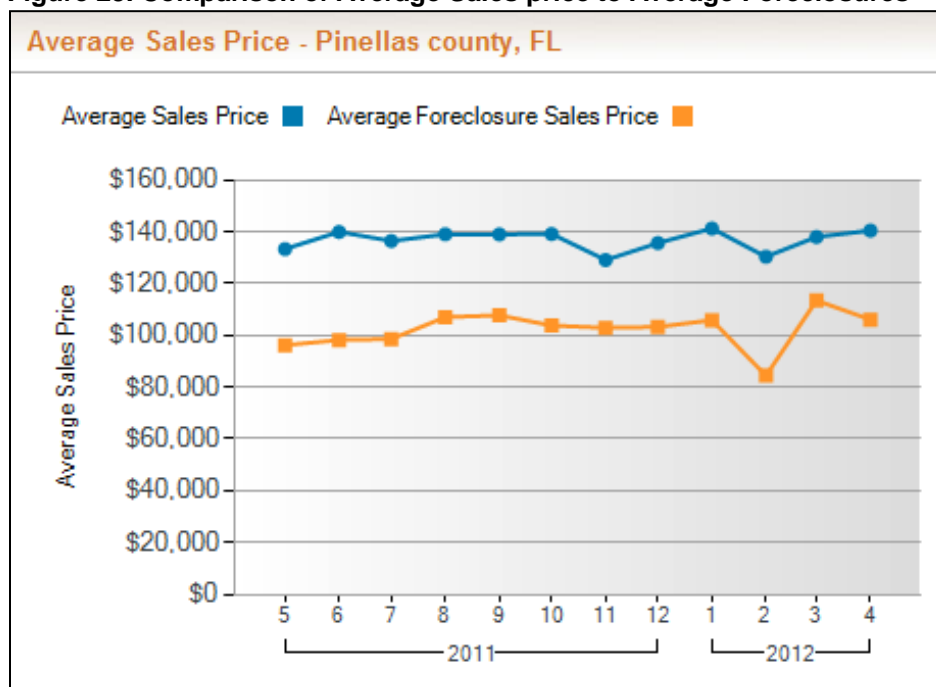 Average Sales Price - Pinellas county, FL
Average Sales Price Average Foreclosure Sales Price
Average Sales Price
$160,000
$140,000
$120,000
$100,000
$80,000
$60,000
$40,000
$20,000
$0
5 6 7 8 9 10 11 12 1 2 3 4
2011 2012